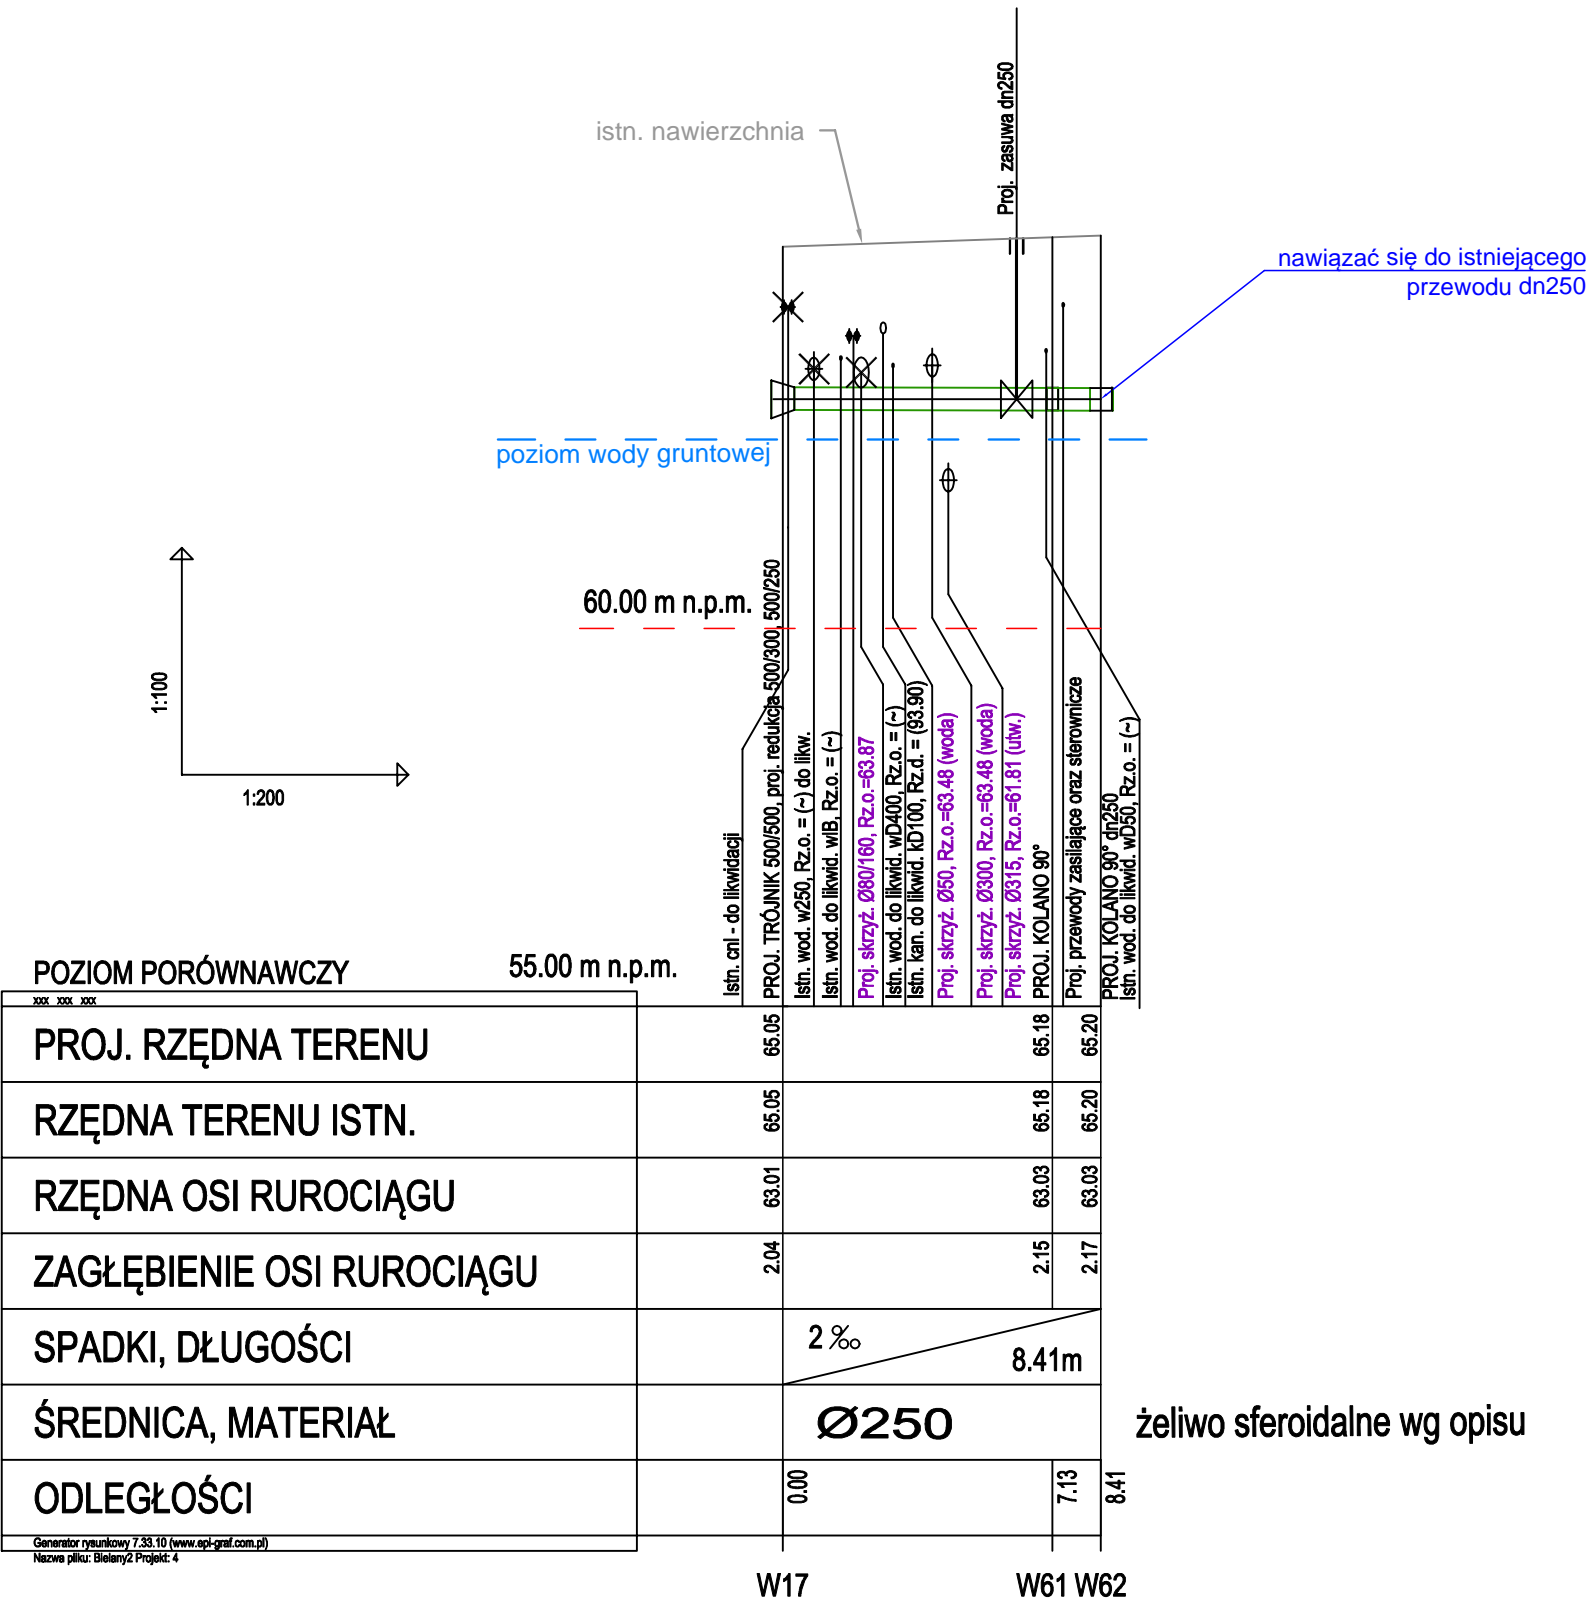 Proj. zasuwa dn250
istn. nawierzchnia
nawiązać się do istniejącego
przewodu dn250
poziom wody gruntowej
60.00 m n.p.m.
1:100
1:200
Istn. cnl - do likwidacji
PROJ. TRÓJNIK 500/500, proj. redukcja 500/300, 500/250
Istn. wod. w250, Rz.o. = (~) do likw.
Istn. wod. do likwid. wIB, Rz.o. = (~)
Proj. skrzyż. Ø80/160, Rz.o.=63.87
Istn. wod. do likwid. wD400, Rz.o. = (~)
Istn. kan. do likwid. kD100, Rz.d. = (93.90)
Proj. skrzyż. Ø50, Rz.o.=63.48 (woda)
Proj. skrzyż. Ø300, Rz.o.=63.48 (woda)
Proj. skrzyż. Ø315, Rz.o.=61.81 (utw.)
PROJ. KOLANO 90°
Proj. przewody zasilające oraz sterownicze
PROJ. KOLANO 90° dn250
Istn. wod. do likwid. wD50, Rz.o. = (~)
POZIOM PORÓWNAWCZY 55.00 m n.p.m.
xxx xxx xxx
PROJ. RZĘDNA TERENU 65.05 65.18 65.20
RZĘDNA TERENU ISTN. 65.05 65.18 65.20
RZĘDNA OSI RUROCIĄGU 63.01 63.03 63.03
ZAGŁĘBIENIE OSI RUROCIĄGU 2.04 2.15 2.17
SPADKI, DŁUGOŚCI 2 ‰ 8.41m
ŚREDNICA, MATERIAŁ Ø250 żeliwo sferoidalne wg opisu
ODLEGŁOŚCI 0.00 7.13 8.41
Generator rysunkowy 7.33.10 (www.epi-graf.com.pl)
Nazwa pliku: Bielany2 Projekt: 4
W17 W61 W62